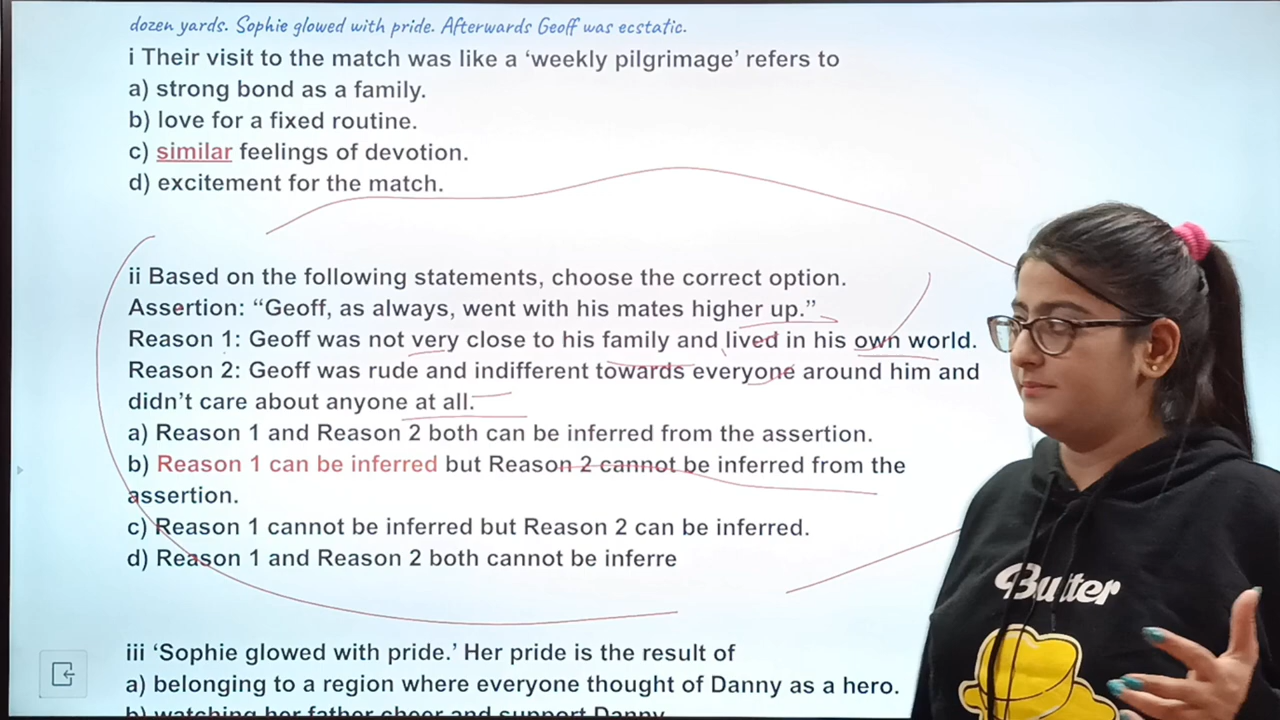 dozen yards. Sophie glowed with pride. Afterwards Geoff was ecstatic.
i Their visit to the match was like a ‘weekly pilgrimage’ refers to
a) strong bond as a family.
b) love for a fixed routine.
c) similar feelings of devotion.
d) excitement for the match.
ii Based on the following statements, choose the correct option.
Assertion: “Geoff, as always, went with his mates higher up.”
Reason 1: Geoff was not very close to his family and lived in his own world.
Reason 2: Geoff was rude and indifferent towards everyone around him and
didn’t care about anyone at all.
a) Reason 1 and Reason 2 both can be inferred from the assertion.
b) Reason 1 can be inferred but Reason 2 cannot be inferred from the
assertion.
c) Reason 1 cannot be inferred but Reason 2 can be inferred.
d) Reason 1 and Reason 2 both cannot be inferre
iii ‘Sophie glowed with pride.’ Her pride is the result of
a) belonging to a region where everyone thought of Danny as a hero.
b) watching her father cheer and support Danny
Butter